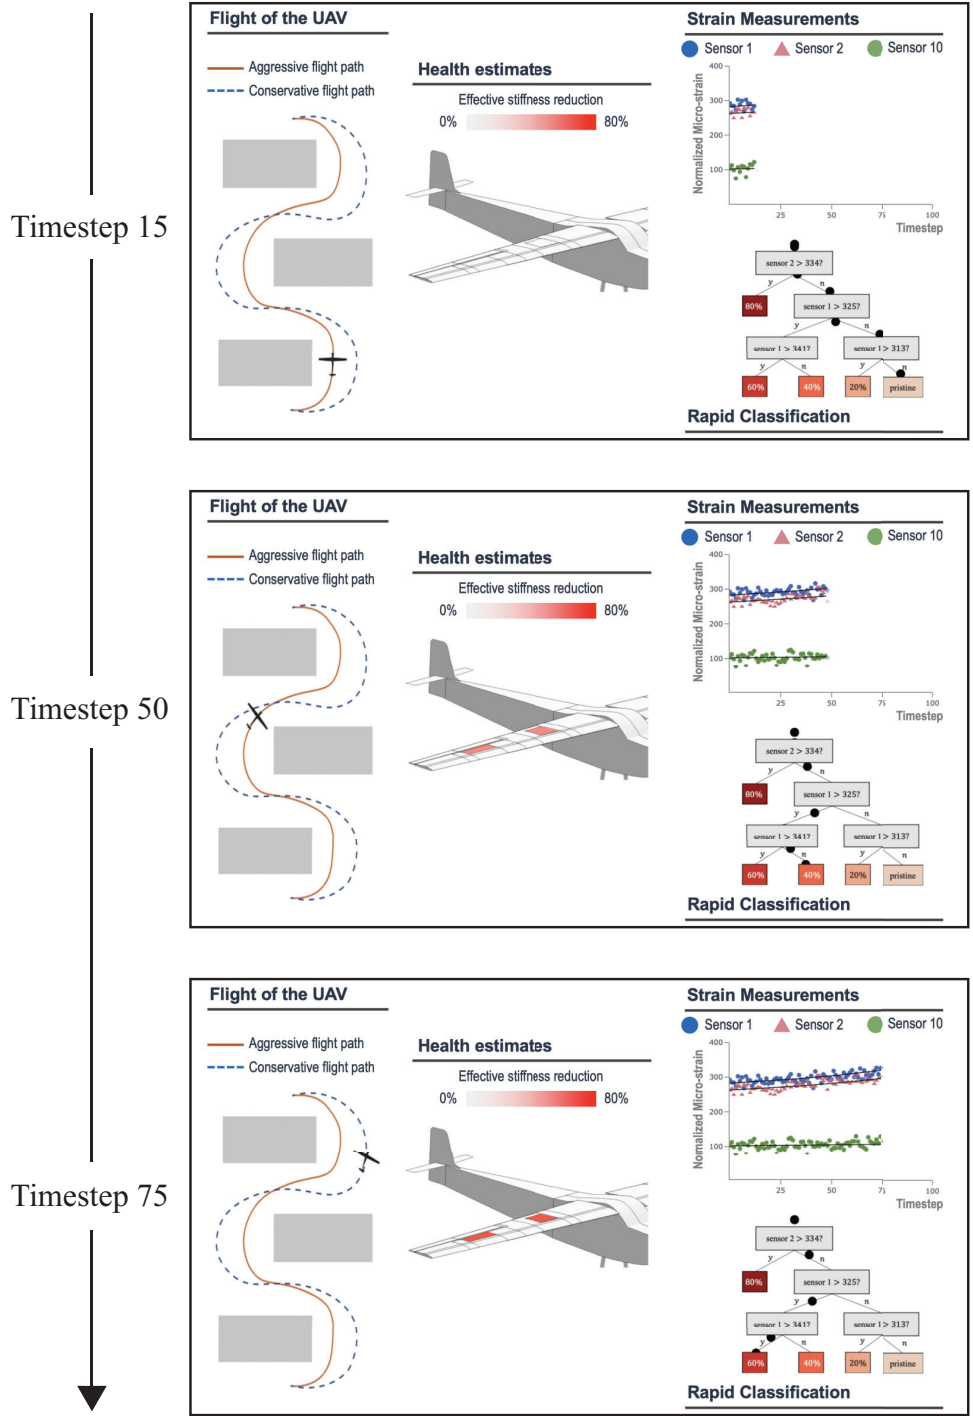 Timestep 15
Flight of the UAV
Aggressive flight path
Conservative flight path
Health estimates
Effective stiffness reduction
0% 80%
Strain Measurements
Sensor 1 Sensor 2 Sensor 10
Normalized Micro-strain
400
300
200
100
25 50 75 100
Timestep
sensor 2 > 334?
y n
80% sensor 1 > 325?
y n
sensor 1 > 341? sensor 1 > 313?
y n y n
60% 40% 20% pristine
Rapid Classification
Timestep 50
Flight of the UAV
Aggressive flight path
Conservative flight path
Health estimates
Effective stiffness reduction
0% 80%
Strain Measurements
Sensor 1 Sensor 2 Sensor 10
Normalized Micro-strain
400
300
200
100
25 50 75 100
Timestep
sensor 2 > 334?
y n
80% sensor 1 > 325?
y n
sensor 1 > 341? sensor 1 > 313?
y n y n
60% 40% 20% pristine
Rapid Classification
Timestep 75
Flight of the UAV
Aggressive flight path
Conservative flight path
Health estimates
Effective stiffness reduction
0% 80%
Strain Measurements
Sensor 1 Sensor 2 Sensor 10
Normalized Micro-strain
400
300
200
100
25 50 75 100
Timestep
sensor 2 > 334?
y n
80% sensor 1 > 325?
y n
sensor 1 > 341? sensor 1 > 313?
y n y n
60% 40% 20% pristine
Rapid Classification